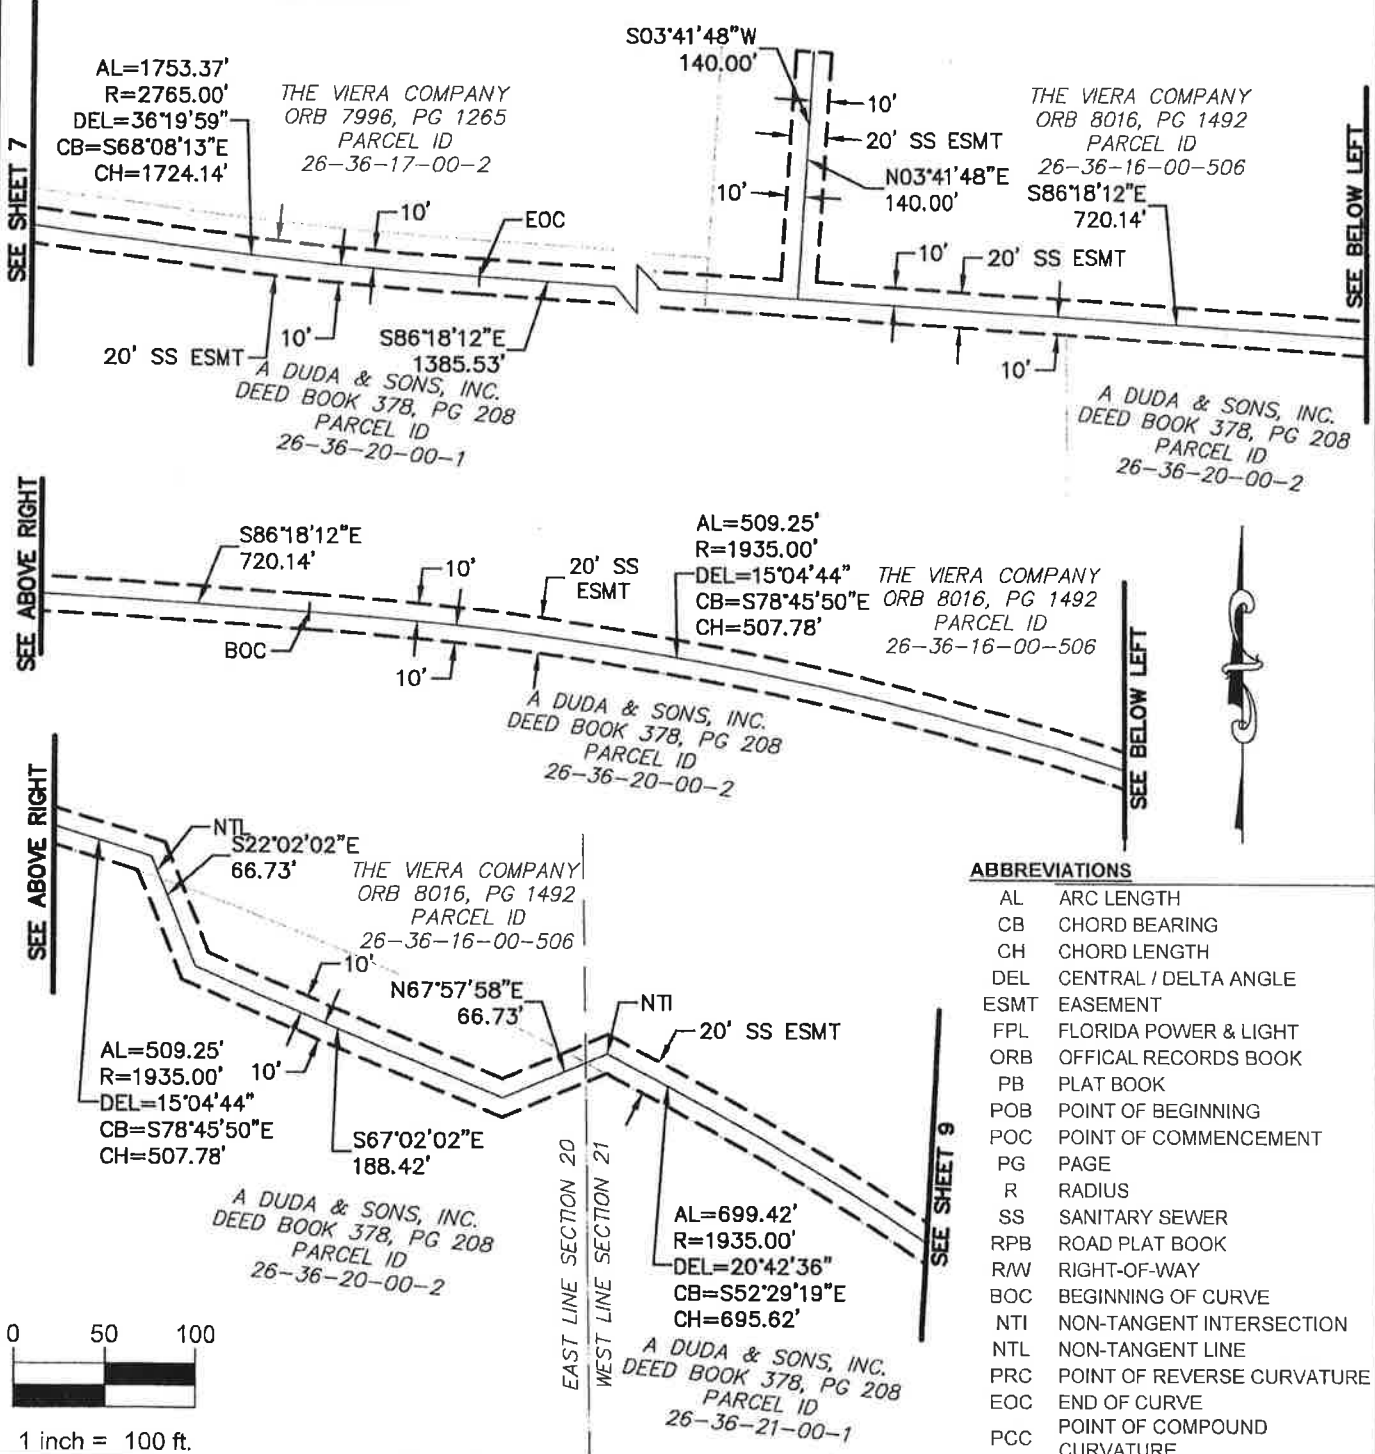 SEE SHEET 7
AL=1753.37'
R=2765.00'
DEL=36°19'59"
CB=S68°08'13"E
CH=1724.14'
THE VIERA COMPANY
ORB 7996, PG 1265
PARCEL ID
26-36-17-00-2
10'
EOC
20' SS ESMT
10'
S86°18'12"E
1385.53'
A DUDA & SONS, INC.
DEED BOOK 378, PG 208
PARCEL ID
26-36-20-00-1
S03°41'48"W
140.00'
10'
20' SS ESMT
10'
N03°41'48"E
140.00'
THE VIERA COMPANY
ORB 8016, PG 1492
PARCEL ID
26-36-16-00-506
S86°18'12"E
720.14'
10'
20' SS ESMT
10'
SEE BELOW LEFT
A DUDA & SONS, INC.
DEED BOOK 378, PG 208
PARCEL ID
26-36-20-00-2
SEE ABOVE RIGHT
S86°18'12"E
720.14'
BOC
10'
10'
20' SS
ESMT
AL=509.25'
R=1935.00'
DEL=15°04'44"
CB=S78°45'50"E
CH=507.78'
THE VIERA COMPANY
ORB 8016, PG 1492
PARCEL ID
26-36-16-00-506
SEE BELOW LEFT
A DUDA & SONS, INC.
DEED BOOK 378, PG 208
PARCEL ID
26-36-20-00-2
SEE ABOVE RIGHT
NTL
S22°02'02"E
66.73'
THE VIERA COMPANY
ORB 8016, PG 1492
PARCEL ID
26-36-16-00-506
10'
N67°57'58"E
66.73'
NTI
20' SS ESMT
AL=509.25'
R=1935.00'
DEL=15°04'44"
CB=S78°45'50"E
CH=507.78'
10'
S67°02'02"E
188.42'
A DUDA & SONS, INC.
DEED BOOK 378, PG 208
PARCEL ID
26-36-20-00-2
EAST LINE SECTION 20
WEST LINE SECTION 21
AL=699.42'
R=1935.00'
DEL=20°42'36"
CB=S52°29'19"E
CH=695.62'
A DUDA & SONS, INC.
DEED BOOK 378, PG 208
PARCEL ID
26-36-21-00-1
SEE SHEET 9
ABBREVIATIONS
AL ARC LENGTH
CB CHORD BEARING
CH CHORD LENGTH
DEL CENTRAL / DELTA ANGLE
ESMT EASEMENT
FPL FLORIDA POWER & LIGHT
ORB OFFICAL RECORDS BOOK
PB PLAT BOOK
POB POINT OF BEGINNING
POC POINT OF COMMENCEMENT
PG PAGE
R RADIUS
SS SANITARY SEWER
RPB ROAD PLAT BOOK
R/W RIGHT-OF-WAY
BOC BEGINNING OF CURVE
NTI NON-TANGENT INTERSECTION
NTL NON-TANGENT LINE
PRC POINT OF REVERSE CURVATURE
EOC END OF CURVE
PCC POINT OF COMPOUND
CURVATURE
0 50 100
1 inch = 100 ft.